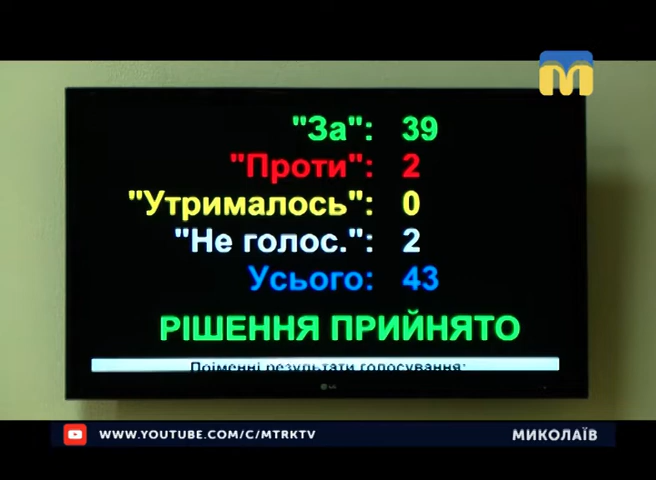 М
"За": 39
"Проти": 2
"Утрималось": 0
"Не голос.": 2
Усього: 43
РІШЕННЯ ПРИЙНЯТО
Поіменні результати голосування:
LG
WWW.YOUTUBE.COM/C/MTRKTV
МИКОЛАЇВ